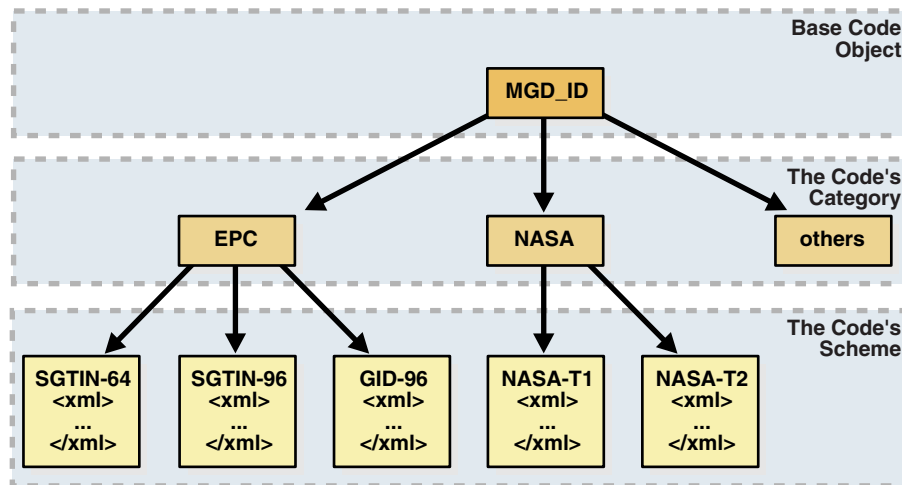 Base Code
Object
MGD_ID
The Code's
Category
EPC
NASA
others
The Code's
Scheme
SGTIN-64
<xml>
...
</xml>
SGTIN-96
<xml>
...
</xml>
GID-96
<xml>
...
</xml>
NASA-T1
<xml>
...
</xml>
NASA-T2
<xml>
...
</xml>